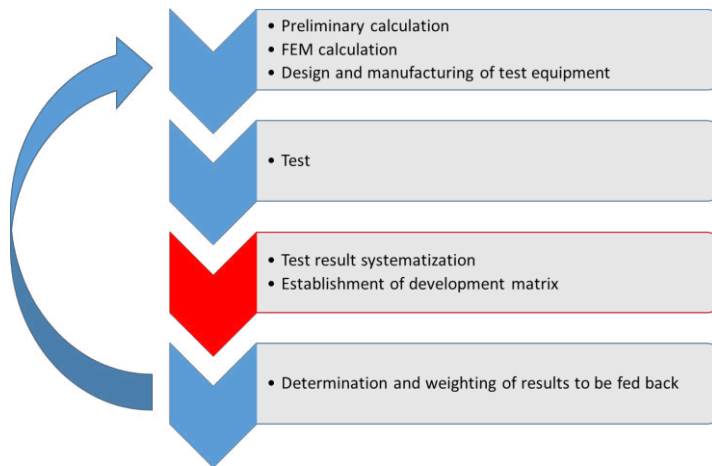 • Preliminary calculation
• FEM calculation
• Design and manufacturing of test equipment
• Test
• Test result systematization
• Establishment of development matrix
• Determination and weighting of results to be fed back